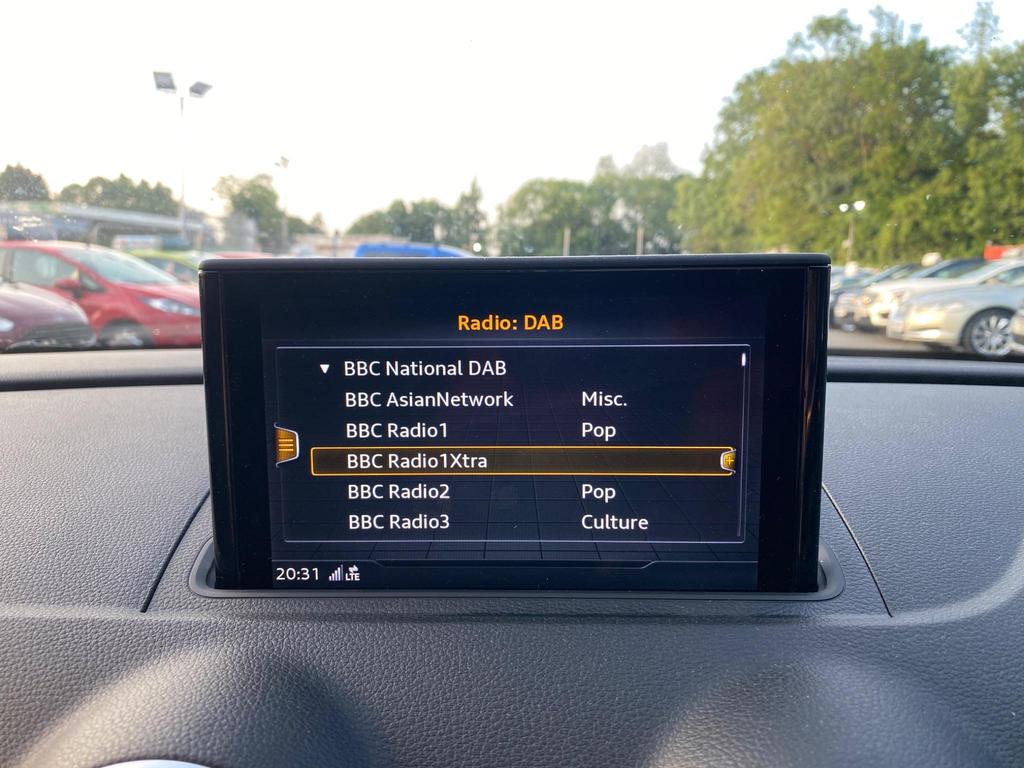 Radio: DAB
▼ BBC National DAB
BBC AsianNetwork Misc.
BBC Radio1 Pop
BBC Radio1Xtra
BBC Radio2 Pop
BBC Radio3 Culture
20:31 LTE